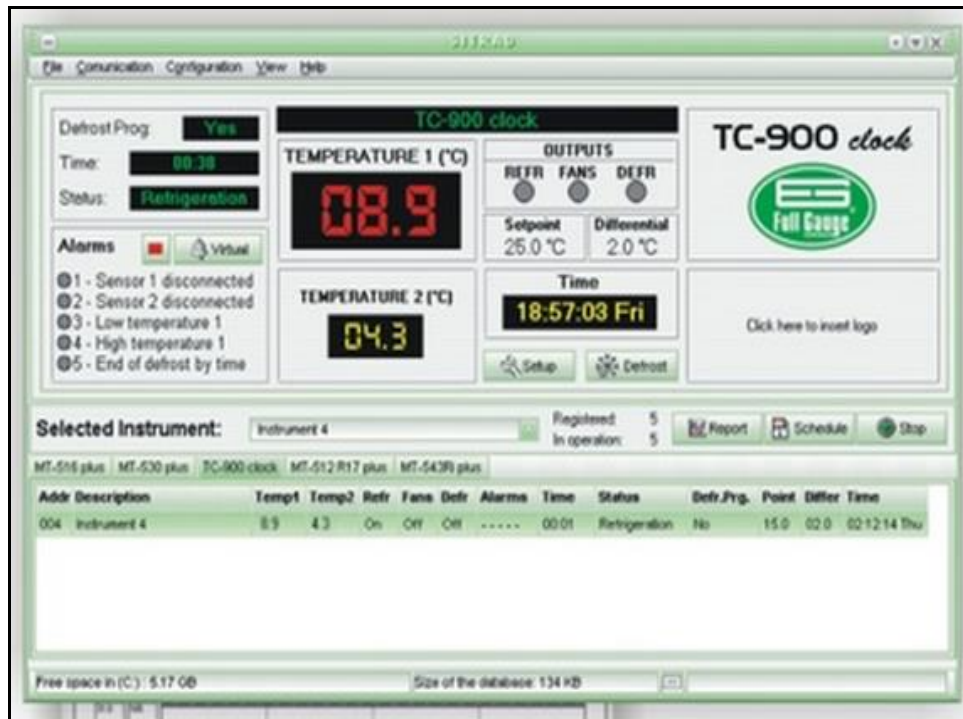 SITRAD
File Comunication Configuration View Help
Defrost Prog: Yes
Time: 00:38
Status: Refrigeration
Alarms Virtual
1 - Sensor 1 disconnected
2 - Sensor 2 disconnected
3 - Low temperature 1
4 - High temperature 1
5 - End of defrost by time
TC-900 clock
TEMPERATURE 1 (°C)
08.9
TEMPERATURE 2 (°C)
04.3
OUTPUTS
REFR FANS DEFR
Setpoint Differential
25.0 °C 2.0 °C
Time
18:57:03 Fri
Setup Defrost
TC-900 clock
Full Gauge
Click here to insert logo
Selected Instrument: Instrument 4
Registered: 5
In operation: 5
Report Schedule Stop
MT-516 plus MT-530 plus TC-900 clock MT-512 R17 plus MT-543Ri plus
Addr Description Temp1 Temp2 Refr Fans Defr Alarms Time Status Defr.Prg. Point Differ Time
004 Instrument 4 8.9 4.3 On Off Off ----- 00:01 Refrigeration No 15.0 02.0 02:12:14 Thu
Free space in (C:) : 5.17 GB Size of the database: 134 KB